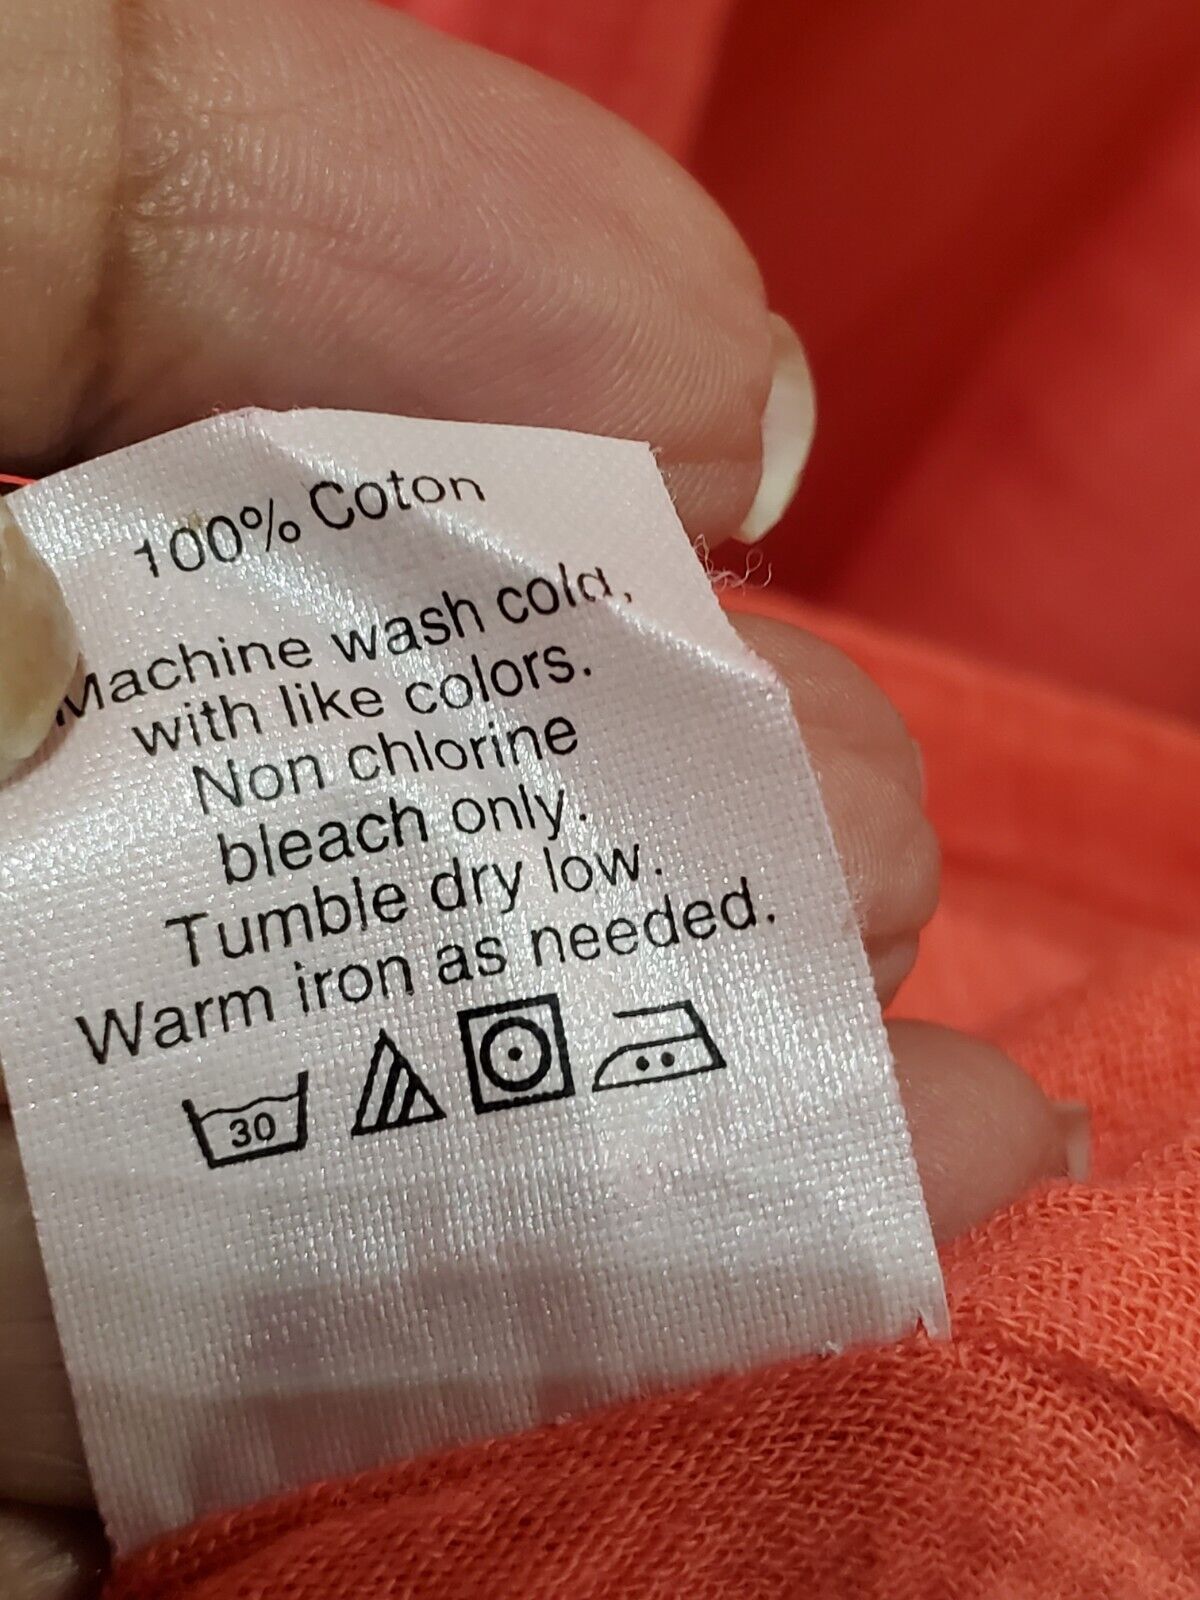 100% Coton
Machine wash cold,
with like colors.
Non chlorine
bleach only.
Tumble dry low.
Warm iron as needed.
30